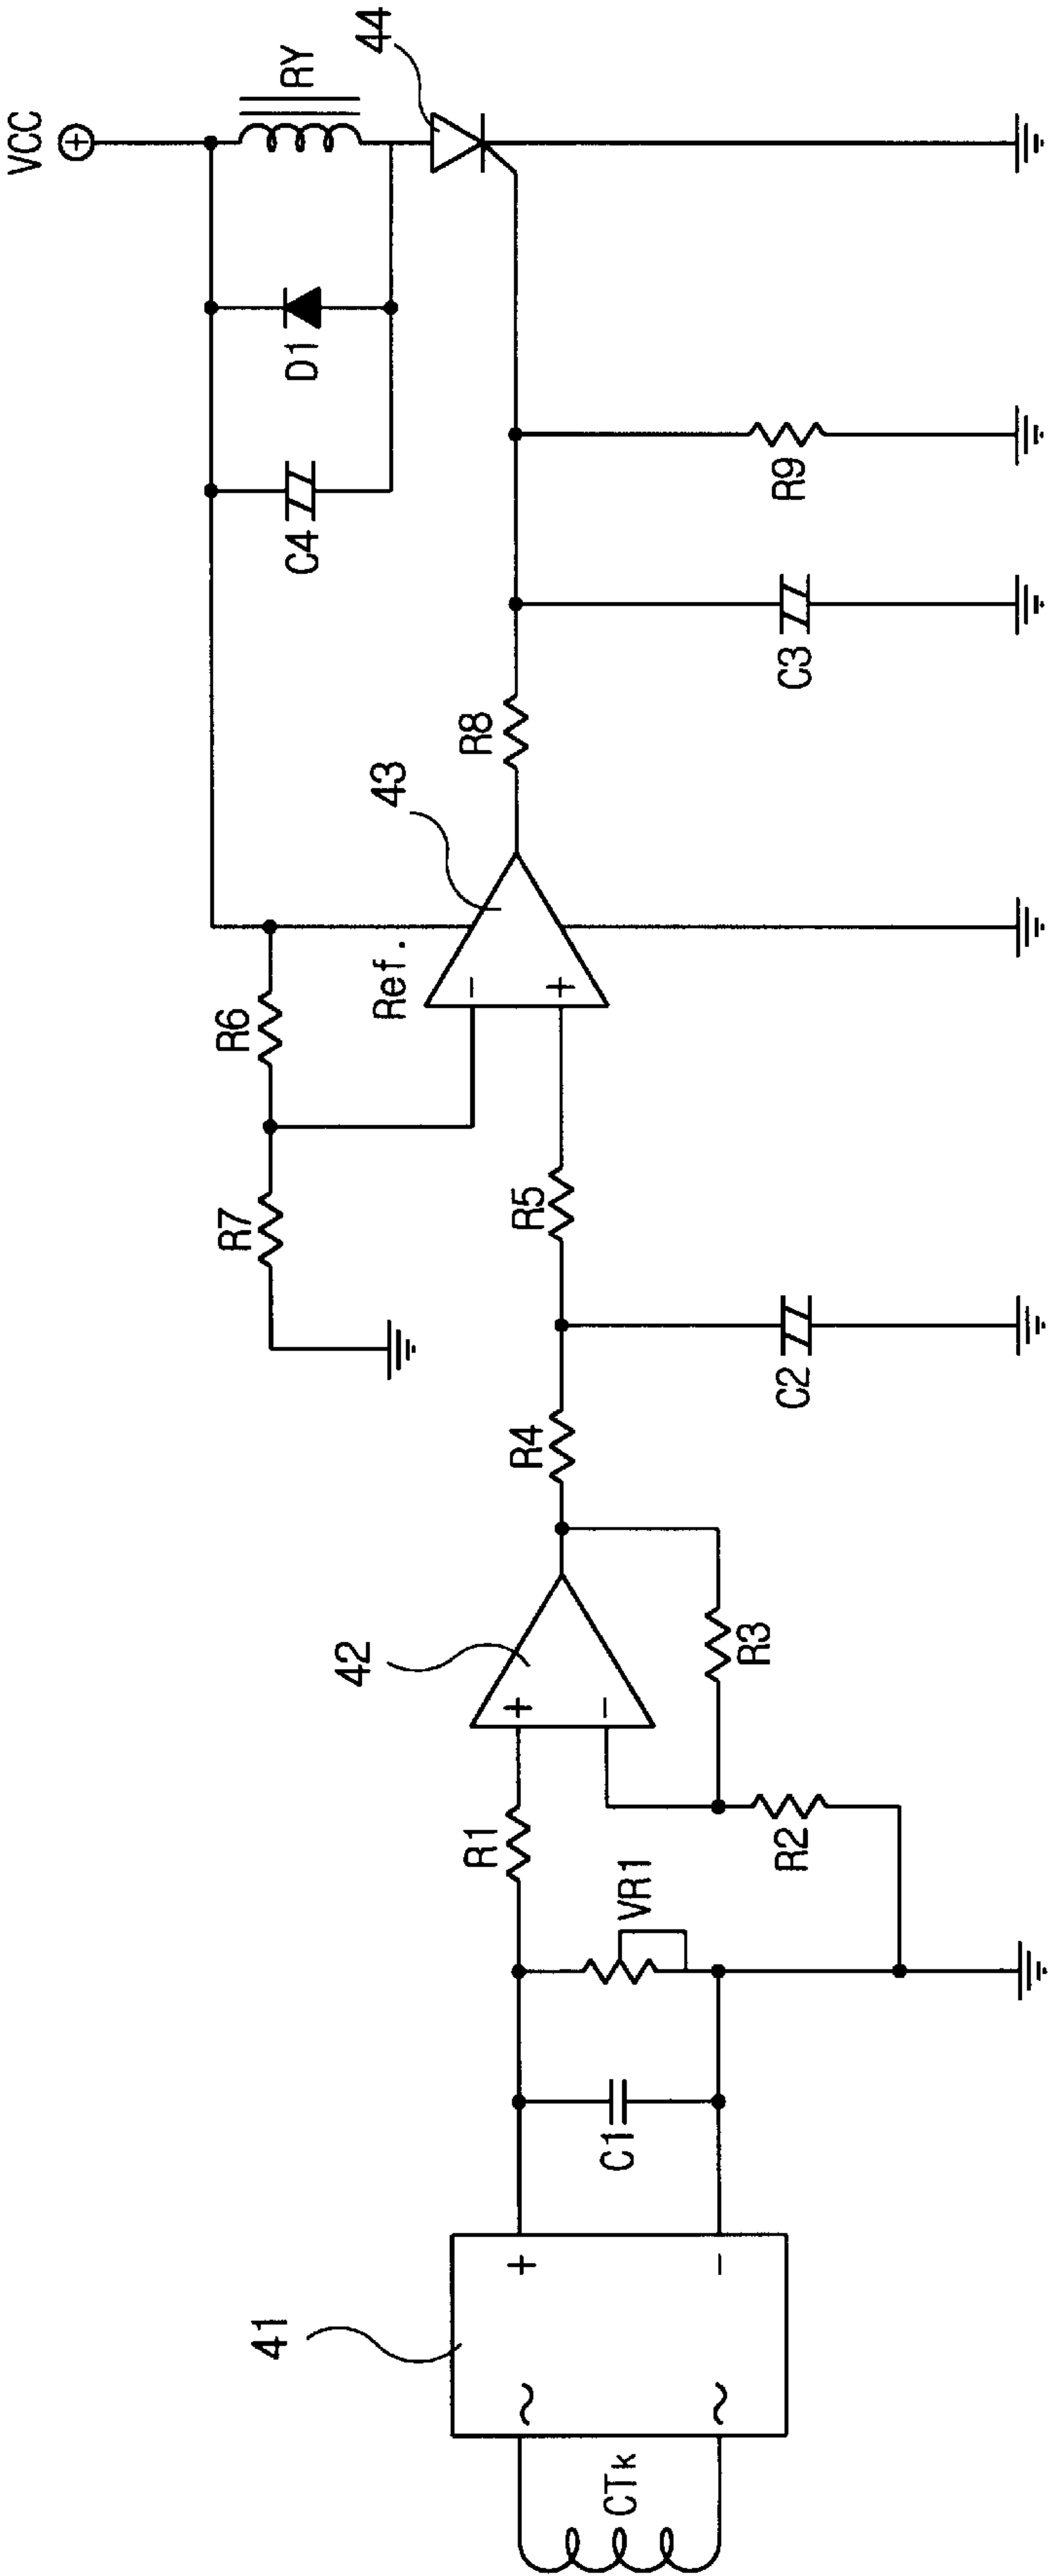 VCC
+
RY
44
D1
C4
R6
R7
Ref.
43
-
+
R8
R9
C3
R5
R4
C2
42
+
-
R3
R1
R2
VR1
C1
41
+
-
~
~
CTk